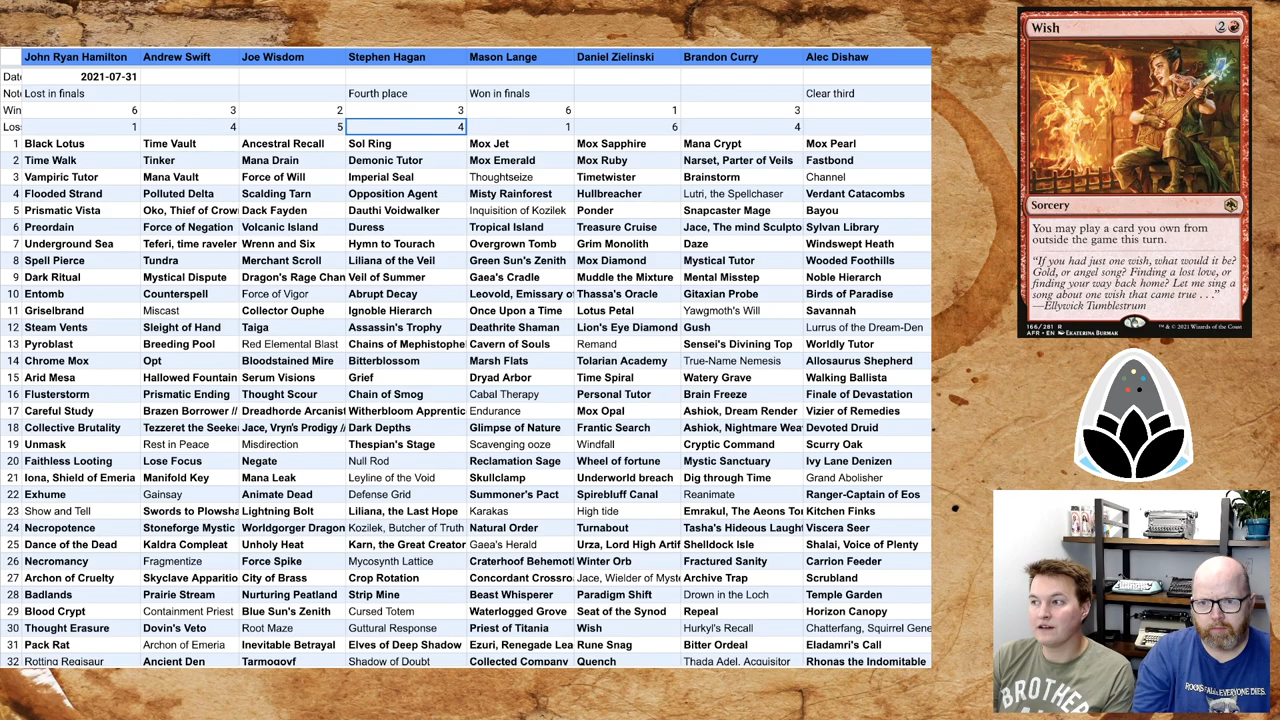 John Ryan Hamilton Andrew Swift Joe Wisdom Stephen Hagan Mason Lange Daniel Zielinski Brandon Curry Alec Dishaw
Date 2021-07-31
Not Lost in finals Fourth place Won in finals Clear third
Win 6 3 2 3 6 1 3
Los 1 4 5 4 1 6 4
1 Black Lotus Time Vault Ancestral Recall Sol Ring Mox Jet Mox Sapphire Mana Crypt Mox Pearl
2 Time Walk Tinker Mana Drain Demonic Tutor Mox Emerald Mox Ruby Narset, Parter of Veils Fastbond
3 Vampiric Tutor Mana Vault Force of Will Imperial Seal Thoughtseize Timetwister Brainstorm Channel
4 Flooded Strand Polluted Delta Scalding Tarn Opposition Agent Misty Rainforest Hullbreacher Lutri, the Spellchaser Verdant Catacombs
5 Prismatic Vista Oko, Thief of Crow Dack Fayden Dauthi Voidwalker Inquisition of Kozilek Ponder Snapcaster Mage Bayou
6 Preordain Force of Negation Volcanic Island Duress Tropical Island Treasure Cruise Jace, The mind Sculpto Sylvan Library
7 Underground Sea Teferi, time raveler Wrenn and Six Hymn to Tourach Overgrown Tomb Grim Monolith Daze Windswept Heath
8 Spell Pierce Tundra Merchant Scroll Liliana of the Veil Green Sun's Zenith Mox Diamond Mystical Tutor Wooded Foothills
9 Dark Ritual Mystical Dispute Dragon's Rage Chan Veil of Summer Gaea's Cradle Muddle the Mixture Mental Misstep Noble Hierarch
10 Entomb Counterspell Force of Vigor Abrupt Decay Leovold, Emissary o Thassa's Oracle Gitaxian Probe Birds of Paradise
11 Griselbrand Miscast Collector Ouphe Ignoble Hierarch Once Upon a Time Lotus Petal Yawgmoth's Will Savannah
12 Steam Vents Sleight of Hand Taiga Assassin's Trophy Deathrite Shaman Lion's Eye Diamond Gush Lurrus of the Dream-Den
13 Pyroblast Breeding Pool Red Elemental Blast Chains of Mephistophe Cavern of Souls Remand Sensei's Divining Top Worldly Tutor
14 Chrome Mox Opt Bloodstained Mire Bitterblossom Marsh Flats Tolarian Academy True-Name Nemesis Allosaurus Shepherd
15 Arid Mesa Hallowed Fountain Serum Visions Grief Dryad Arbor Time Spiral Watery Grave Walking Ballista
16 Flusterstorm Prismatic Ending Thought Scour Chain of Smog Cabal Therapy Personal Tutor Brain Freeze Finale of Devastation
17 Careful Study Brazen Borrower // Dreadhorde Arcanist Witherbloom Apprentic Endurance Mox Opal Ashiok, Dream Render Vizier of Remedies
18 Collective Brutality Tezzeret the Seeke Jace, Vryn's Prodigy // Dark Depths Glimpse of Nature Frantic Search Ashiok, Nightmare Wea Devoted Druid
19 Unmask Rest in Peace Misdirection Thespian's Stage Scavenging ooze Windfall Cryptic Command Scurry Oak
20 Faithless Looting Lose Focus Negate Null Rod Reclamation Sage Wheel of fortune Mystic Sanctuary Ivy Lane Denizen
21 Iona, Shield of Emeria Manifold Key Mana Leak Leyline of the Void Skullclamp Underworld breach Dig through Time Grand Abolisher
22 Exhume Gainsay Animate Dead Defense Grid Summoner's Pact Spirebluff Canal Reanimate Ranger-Captain of Eos
23 Show and Tell Swords to Plowsha Lightning Bolt Liliana, the Last Hope Karakas High tide Emrakul, The Aeons To Kitchen Finks
24 Necropotence Stoneforge Mystic Worldgorger Dragon Kozilek, Butcher of Truth Natural Order Turnabout Tasha's Hideous Laugh Viscera Seer
25 Dance of the Dead Kaldra Compleat Unholy Heat Karn, the Great Creator Gaea's Herald Urza, Lord High Artif Shelldock Isle Shalai, Voice of Plenty
26 Necromancy Fragmentize Force Spike Mycosynth Lattice Craterhoof Behemot Winter Orb Fractured Sanity Carrion Feeder
27 Archon of Cruelty Skyclave Apparitio City of Brass Crop Rotation Concordant Crossro Jace, Wielder of Myste Archive Trap Scrubland
28 Badlands Prairie Stream Nurturing Peatland Strip Mine Beast Whisperer Paradigm Shift Drown in the Loch Temple Garden
29 Blood Crypt Containment Priest Blue Sun's Zenith Cursed Totem Waterlogged Grove Seat of the Synod Repeal Horizon Canopy
30 Thought Erasure Dovin's Veto Root Maze Guttural Response Priest of Titania Wish Hurkyl's Recall Chatterfang, Squirrel Gene
31 Pack Rat Archon of Emeria Inevitable Betrayal Elves of Deep Shadow Ezuri, Renegade Lea Rune Snag Bitter Ordeal Eladamri's Call
32 Rotting Regisaur Ancient Den Tarmogoyf Shadow of Doubt Collected Company Quench Thada Adel, Acquisitor Rhonas the Indomitable
Wish 2
Sorcery
You may play a card you own from
outside the game this turn.
"If you had just one wish, what would it be?
Gold, or angel song? Finding a lost love, or
finding your way back home? Let me sing a
song about one wish that came true . . ."
—Ellywick Tumblestrum
166/281 R
AFR • EN EKATERINA BURMAK
™ & © 2021 Wizards of the Coast
BROTHE
ROCKS FALL, EVERYONE DIES.